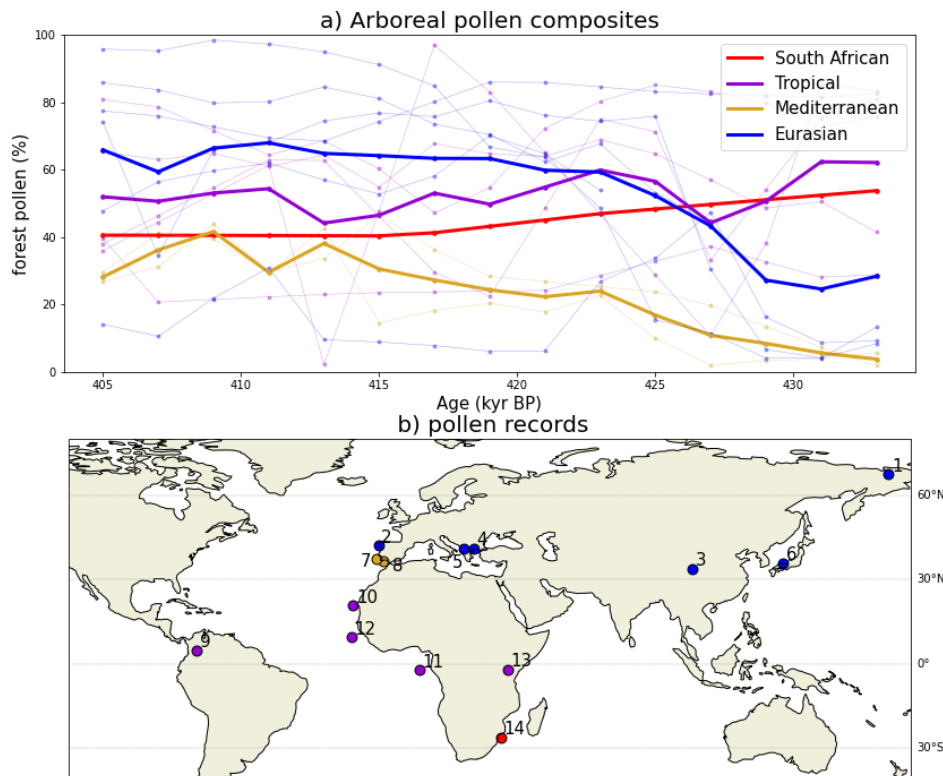 a) Arboreal pollen composites
100
80
60
40
20
0
forest pollen (%)
South African
Tropical
Mediterranean
Eurasian
405 410 415 420 425 430
Age (kyr BP)
b) pollen records
1
60°N
2
4
7
5
8
3
6
30°N
10
12
9
11
13
0°
14
30°S